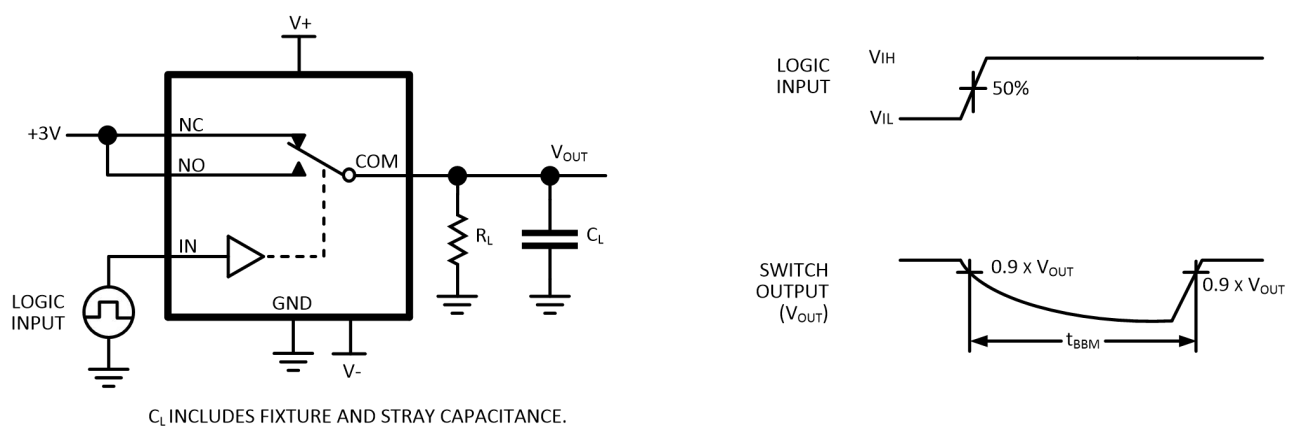 V+
+3V
NC
NO
COM
VOUT
IN
RL
CL
LOGIC
INPUT
GND
V-
CL INCLUDES FIXTURE AND STRAY CAPACITANCE.
LOGIC
INPUT
VIH
50%
VIL
SWITCH
OUTPUT
(VOUT)
0.9 x VOUT
0.9 x VOUT
tBBM